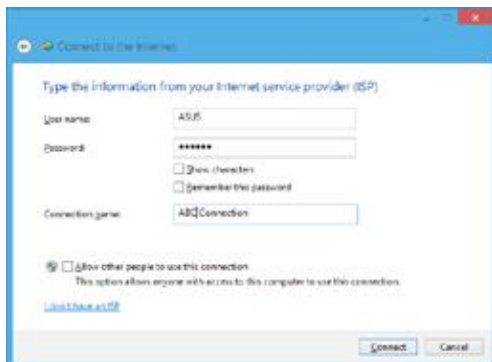 Connect to the Internet
Type the information from your Internet service provider (ISP)
User name:
ASUS
Password:
••••••
Show characters
Remember this password
Connection name:
ABC Connection
Allow other people to use this connection
This option allows anyone with access to this computer to use this connection.
I don't have an ISP
Connect
Cancel